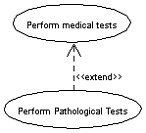 Perform medical tests
<<extend>>
Perform Pathological Tests